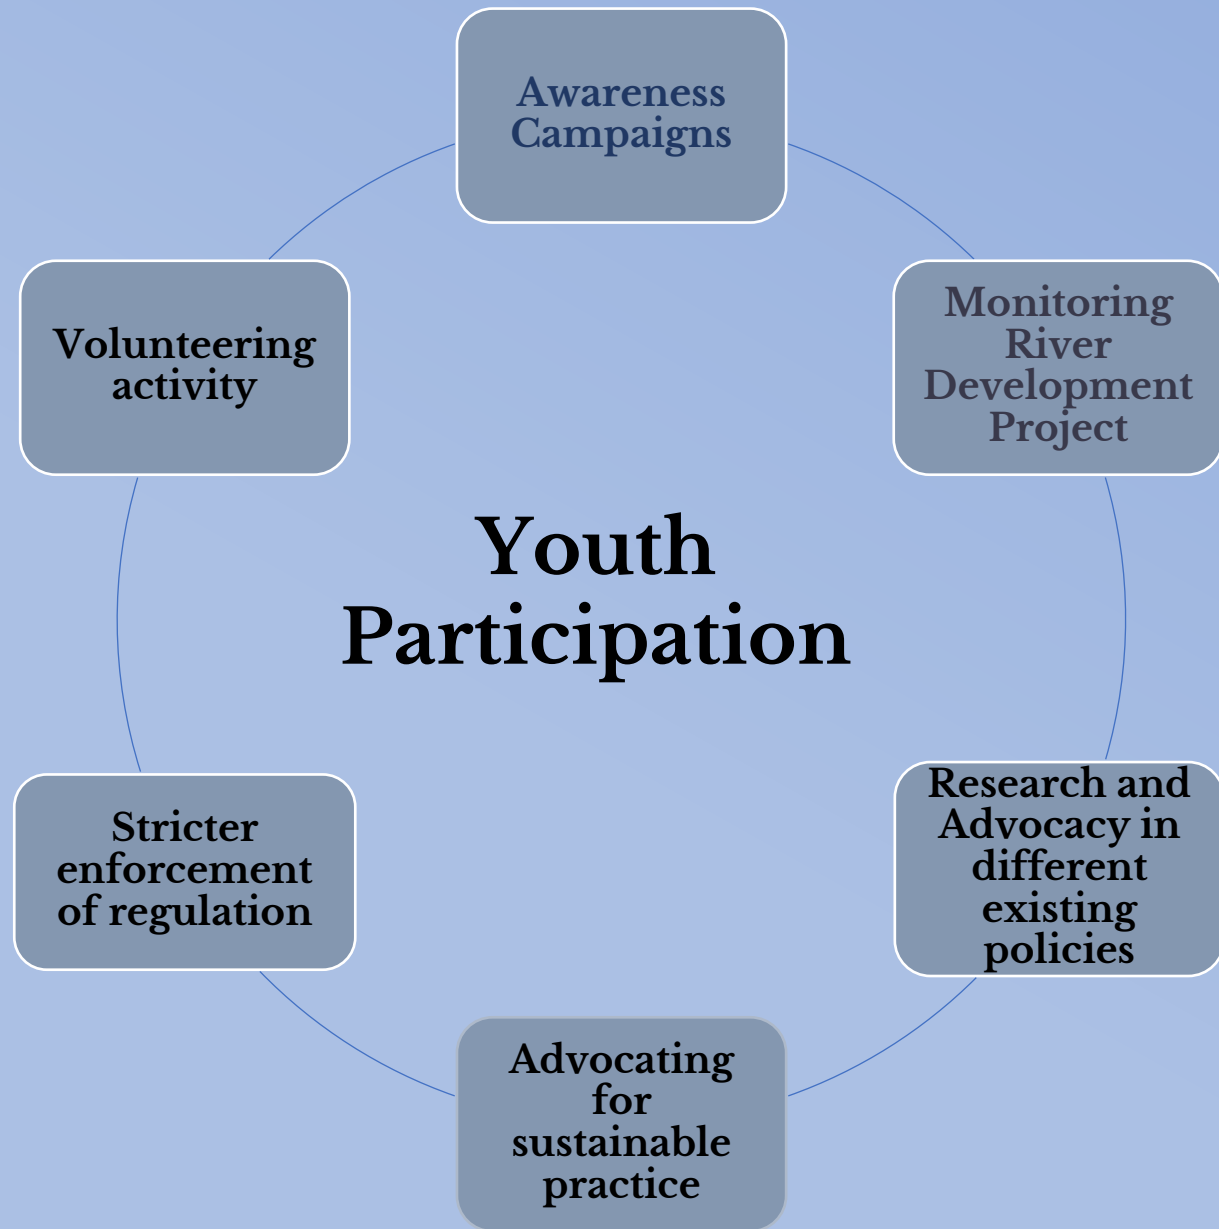 Awareness
Campaigns
Volunteering
activity
Monitoring
River
Development
Project
Youth
Participation
Stricter
enforcement
of regulation
Research and
Advocacy in
different
existing
policies
Advocating
for
sustainable
practice